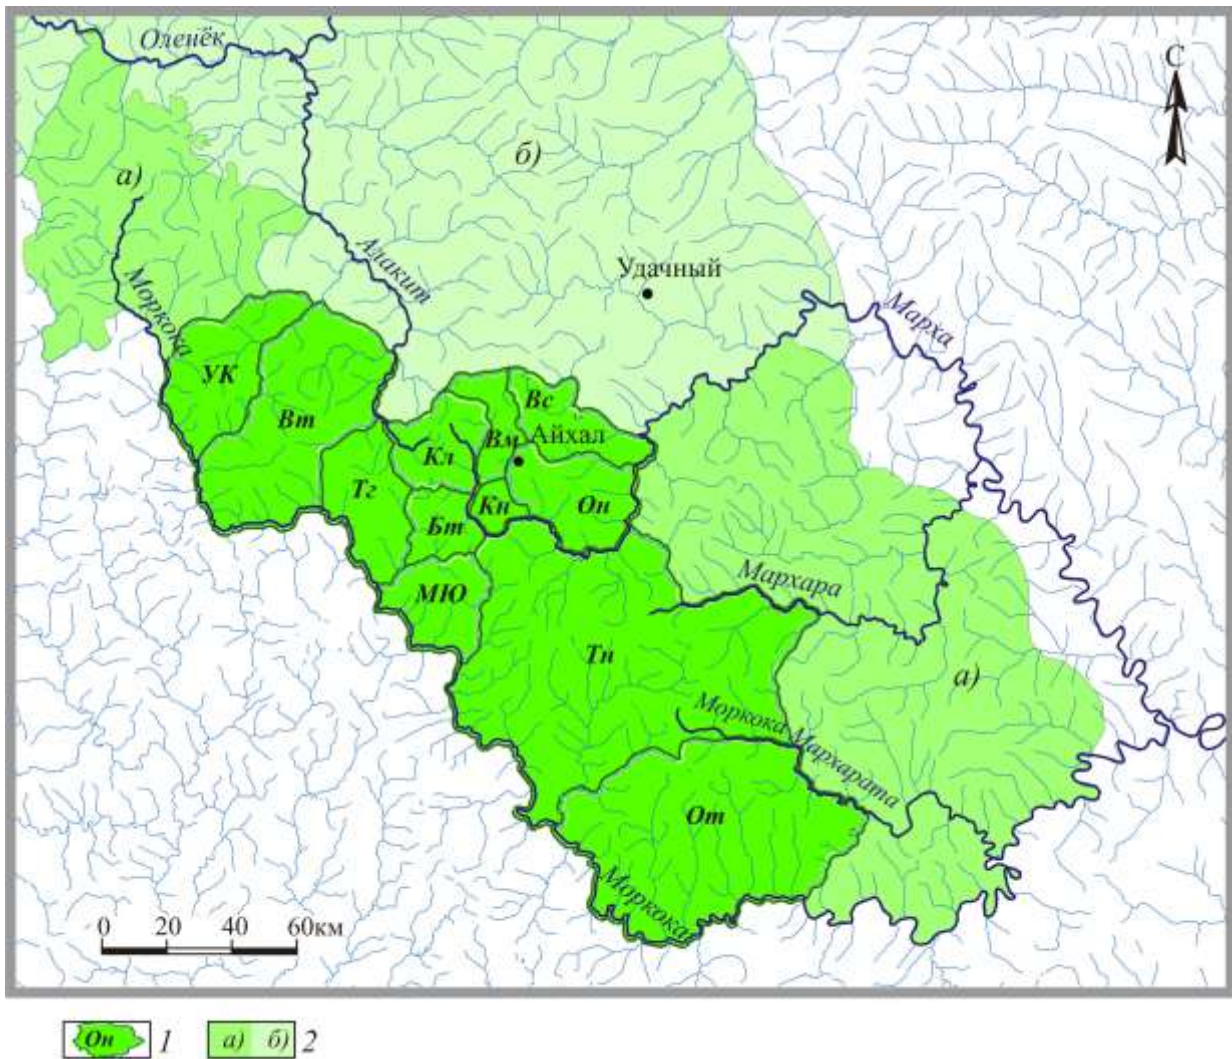 Оленёк
С
б)
а)
Алакит
Удачный
Моркока
Марха
УК
Вс
Вт
Вм
Айхал
Кл
Тг
Кн
Он
Бт
Мархара
МЮ
Тп
а)
Моркока-Мархарата
От
Моркока
0 20 40 60км
Он 1 а) б) 2